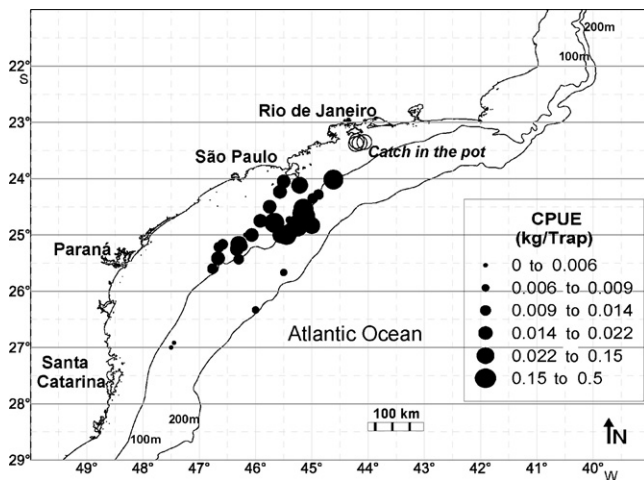 200m
100m
22°
S
Rio de Janeiro
23°
Catch in the pot
São Paulo
24°
CPUE
(kg/Trap)
25°
Paraná
0 to 0.006
0.006 to 0.009
26°
0.009 to 0.014
Atlantic Ocean
0.014 to 0.022
27°
0.022 to 0.15
Santa
Catarina
0.15 to 0.5
28°
200m
100 km
100m
N
29°
49° 48° 47° 46° 45° 44° 43° 42° 41° 40°
W